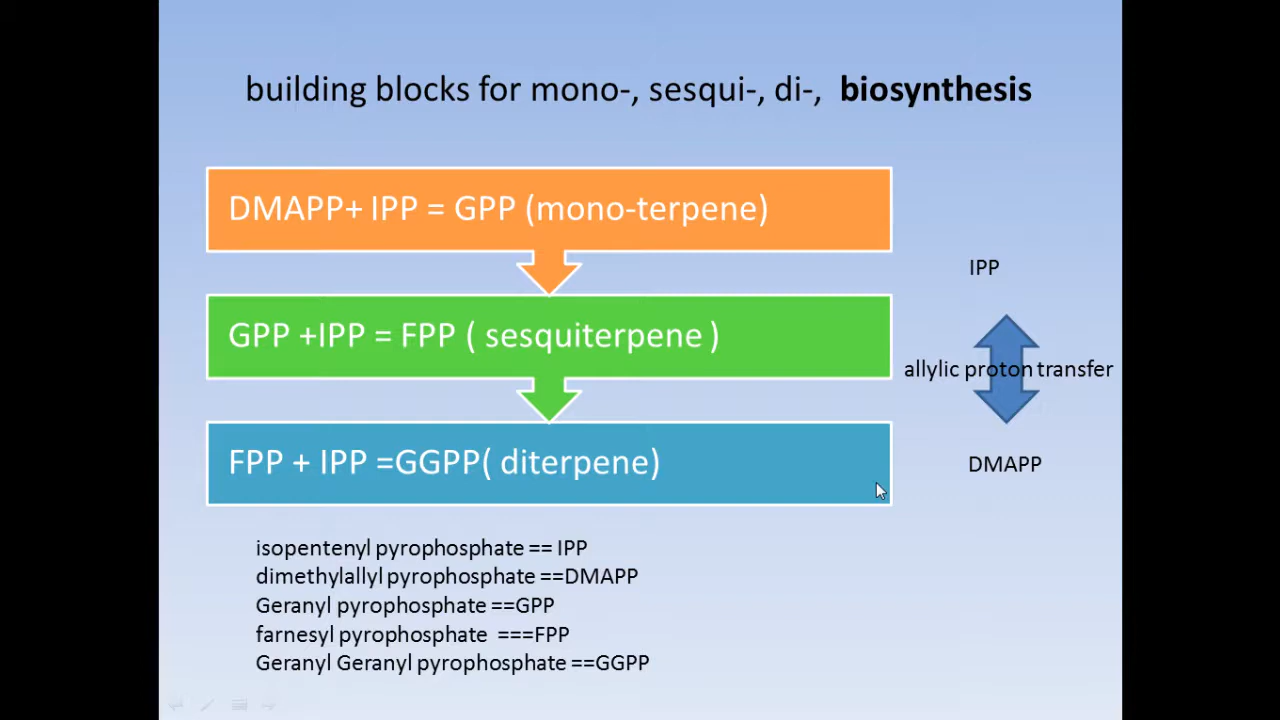 building blocks for mono-, sesqui-, di-, biosynthesis
DMAPP+ IPP = GPP (mono-terpene)
GPP +IPP = FPP ( sesquiterpene )
FPP + IPP =GGPP( diterpene)
IPP
allylic proton transfer
DMAPP
isopentenyl pyrophosphate == IPP
dimethylallyl pyrophosphate ==DMAPP
Geranyl pyrophosphate ==GPP
farnesyl pyrophosphate ===FPP
Geranyl Geranyl pyrophosphate ==GGPP